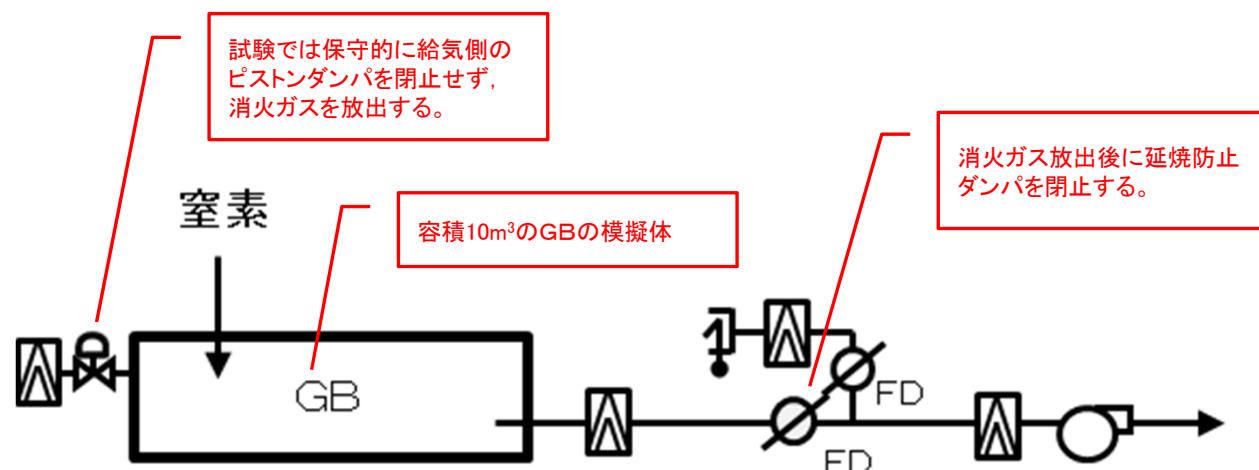 試験では保守的に給気側の
ピストンダンパを閉止せず,
消火ガスを放出する。
消火ガス放出後に延焼防止
ダンパを閉止する。
窒素
容積10m³のGBの模擬体
GB
FD
FD